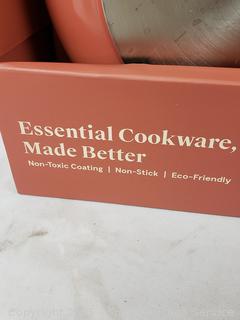 Essential Cookware,
Made Better
Non-Toxic Coating | Non-Stick | Eco-Friendly